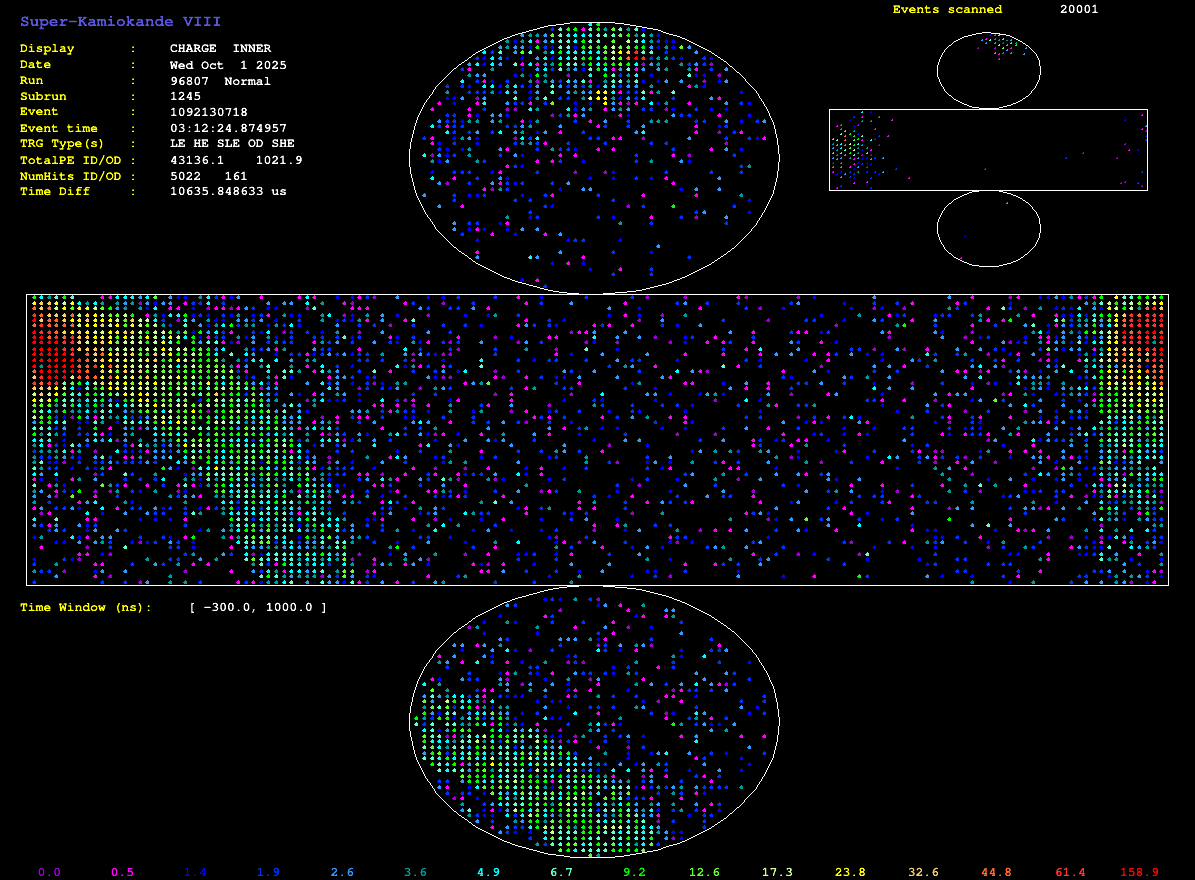 Super-Kamiokande VIII
Events scanned 20001
Display : CHARGE INNER
Date : Wed Oct 1 2025
Run : 96807 Normal
Subrun : 1245
Event : 1092130718
Event time : 03:12:24.874957
TRG Type(s) : LE HE SLE OD SHE
TotalPE ID/OD : 43136.1 1021.9
NumHits ID/OD : 5022 161
Time Diff : 10635.848633 us
Time Window (ns): [ -300.0, 1000.0 ]
0.0 0.5 1.4 1.9 2.6 3.6 4.9 6.7 9.2 12.6 17.3 23.8 32.6 44.8 61.4 158.9